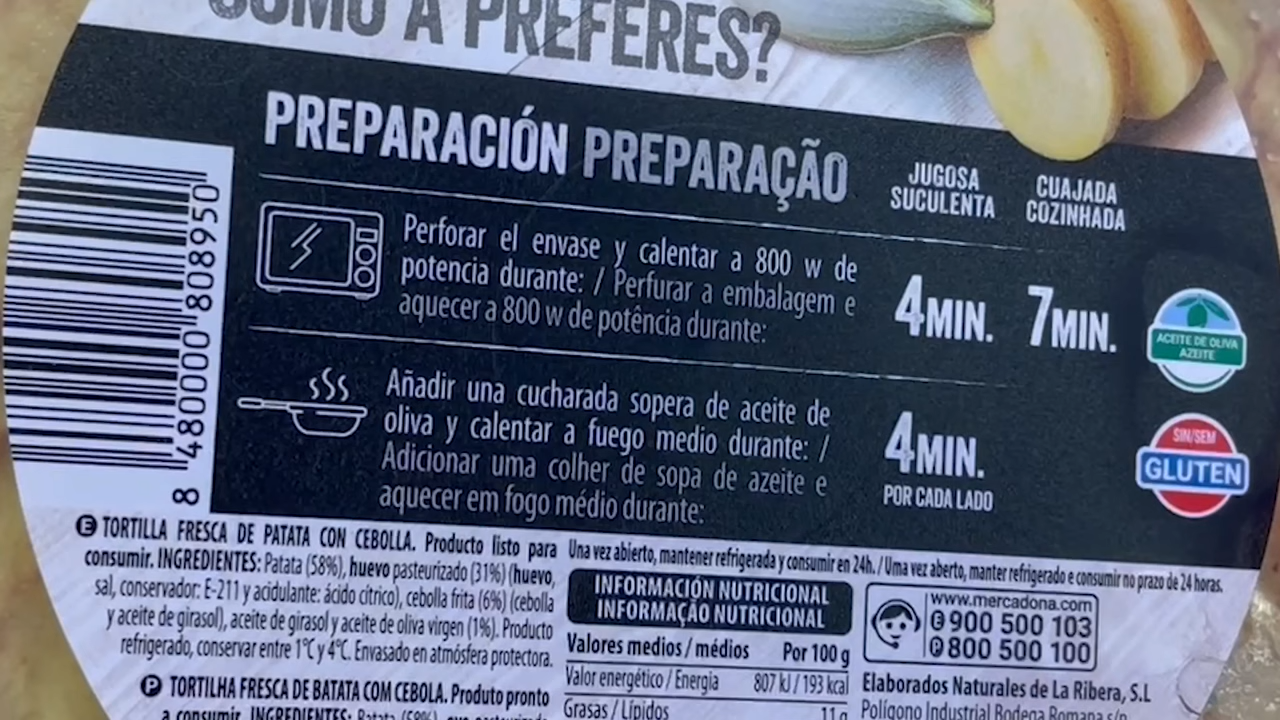 COMO A PREFERES?
PREPARACIÓN PREPARAÇÃO
JUGOSA
SUCULENTA
CUAJADA
COZINHADA
Perforar el envase y calentar a 800 w de
potencia durante: / Perfurar a embalagem e
aquecer a 800 w de potência durante:
4MIN. 7MIN.
ACEITE DE OLIVA
AZEITE
Añadir una cucharada sopera de aceite de
oliva y calentar a fuego medio durante: /
Adicionar uma colher de sopa de azeite e
aquecer em fogo médio durante:
4MIN.
POR CADA LADO
SIN/SEM
GLUTEN
8 480000 808950
E TORTILLA FRESCA DE PATATA CON CEBOLLA. Producto listo para
consumir. INGREDIENTES: Patata (58%), huevo pasteurizado (31%) (huevo,
sal, conservador: E-211 y acidulante: ácido cítrico), cebolla frita (6%) (cebolla
y aceite de girasol), aceite de girasol y aceite de oliva virgen (1%). Producto
refrigerado, conservar entre 1°C y 4°C. Envasado en atmósfera protectora.
P TORTILHA FRESCA DE BATATA COM CEBOLA. Produto pronto
a consumir. INGREDIENTES: Batata (58%), ovo
Una vez abierto, mantener refrigerada y consumir en 24h. / Uma vez aberto, manter refrigerado e consumir no prazo de 24 horas.
INFORMACIÓN NUTRICIONAL
INFORMAÇÃO NUTRICIONAL
Valores medios / médios Por 100 g
Valor energético / Energia 807 kJ / 193 kcal
Grasas / Lípidos 11 g
www.mercadona.com
E 900 500 103
P 800 500 100
Elaborados Naturales de La Ribera, S.L
Polígono Industrial Bodega Romana s/n